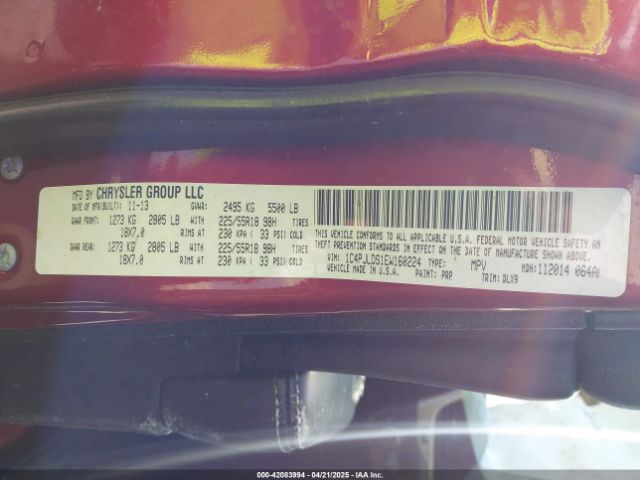 MFD BY CHRYSLER GROUP LLC
DATE OF MFR(BUILT): 11-13 GVWR: 2495 KG 5500 LB
GAWR FRONT: 1273 KG 2805 LB WITH 225/55R18 98H TIRES
18X7.0 RIMS AT 230 KPA ( 33 PSI) COLD
GAWR REAR: 1273 KG 2805 LB WITH 225/55R18 98H TIRES
18X7.0 RIMS AT 230 KPA ( 33 PSI) COLD
THIS VEHICLE CONFORMS TO ALL APPLICABLE U.S.A. FEDERAL MOTOR VEHICLE SAFETY AND
THEFT PREVENTION STANDARDS IN EFFECT ON THE DATE OF MANUFACTURE SHOWN ABOVE.
VEHICLE MADE IN U.S.A.
VIN: 1C4PJLDS1EW160224 TYPE: MPV MDH: 112014 064AJ
PAINT: PRP TRIM: DLX9
000-42083994 - 04/21/2025 - IAAI.COM